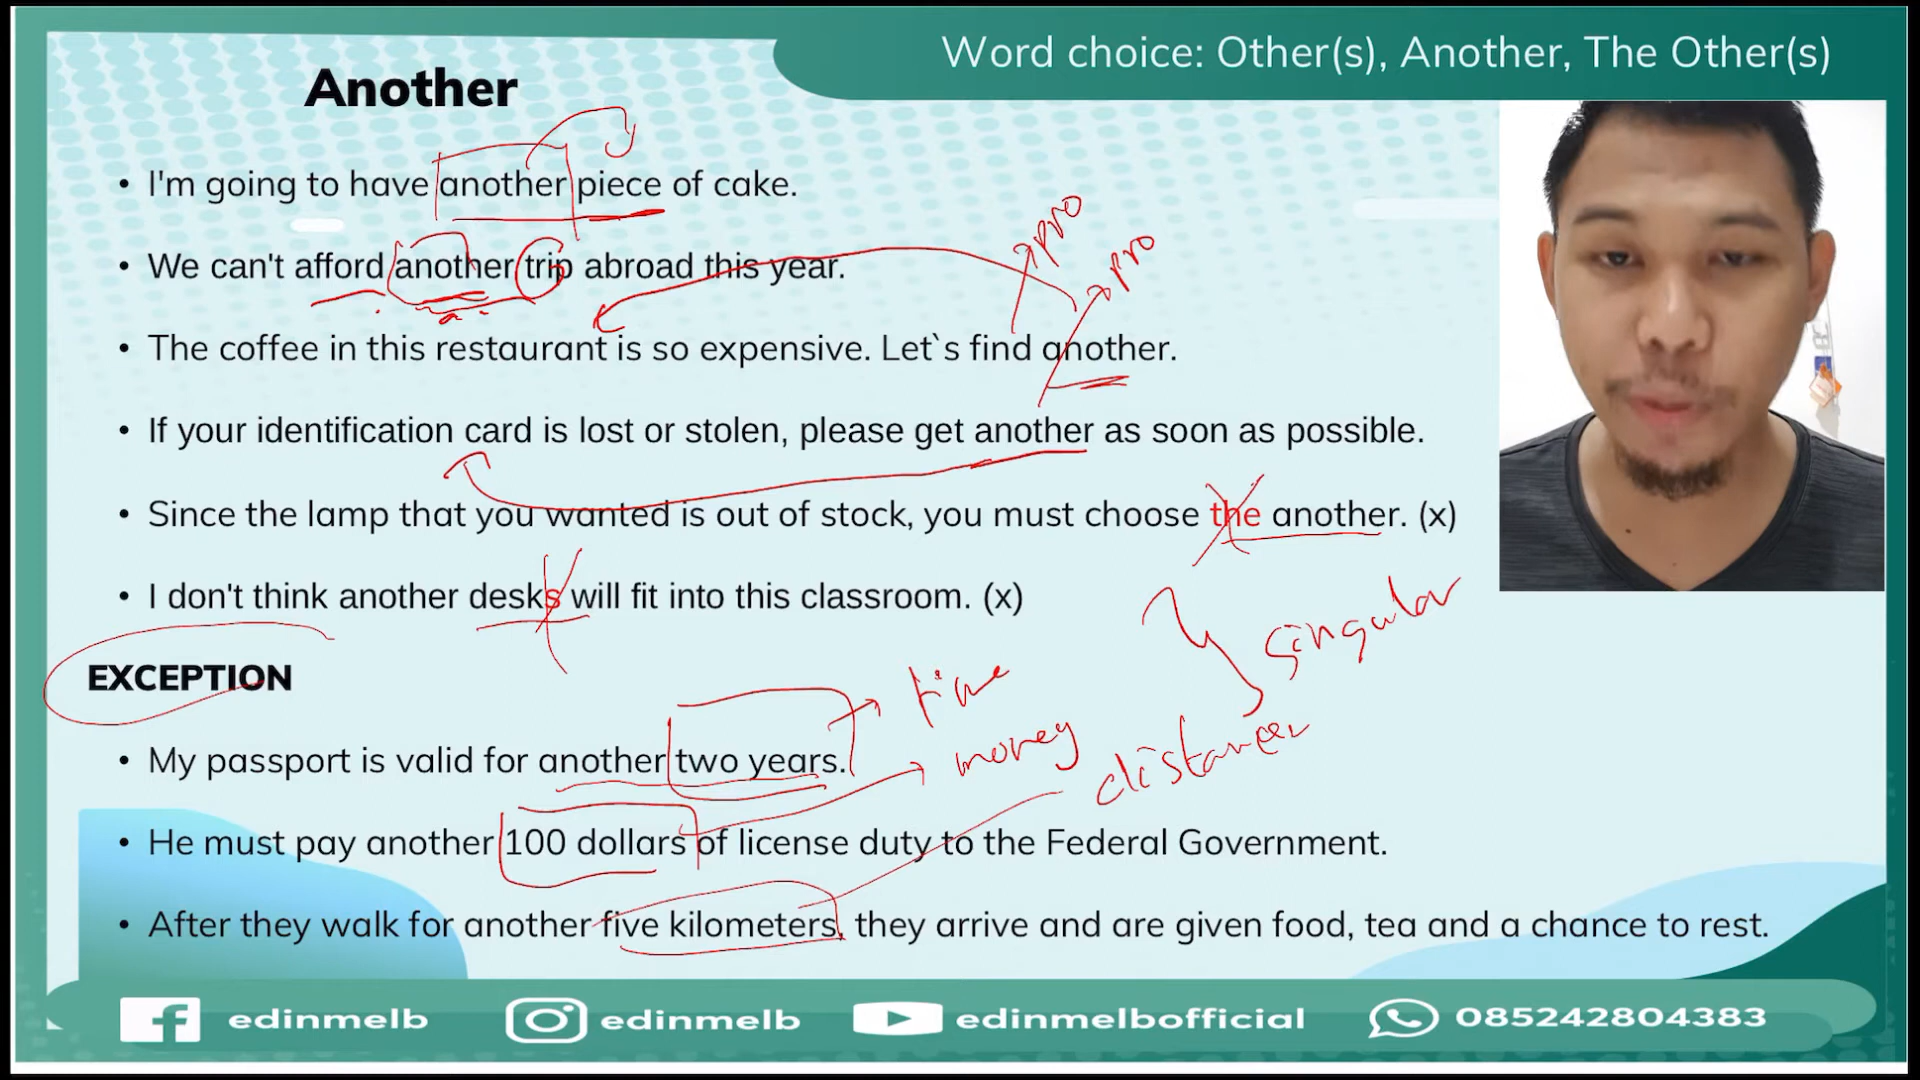 Word choice: Other(s), Another, The Other(s)
Another
• I'm going to have another piece of cake.
• We can't afford another trip abroad this year.
pro
pro
• The coffee in this restaurant is so expensive. Let`s find another.
• If your identification card is lost or stolen, please get another as soon as possible.
• Since the lamp that you wanted is out of stock, you must choose the another. (x)
• I don't think another desks will fit into this classroom. (x)
singular
EXCEPTION
time
• My passport is valid for another two years.
money
distances
• He must pay another 100 dollars of license duty to the Federal Government.
• After they walk for another five kilometers, they arrive and are given food, tea and a chance to rest.
edinmelb
edinmelb
edinmelbofficial
085242804383